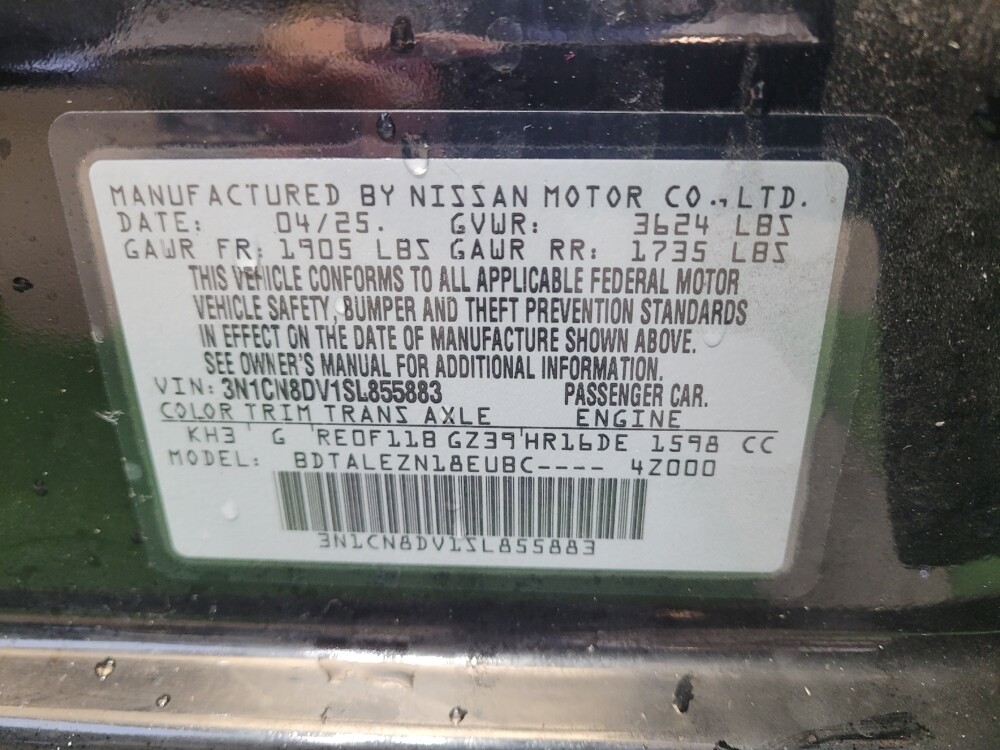 MANUFACTURED BY NISSAN MOTOR CO., LTD.
DATE: 04/25. GVWR: 3624 LBS
GAWR FR: 1905 LBS GAWR RR: 1735 LBS
THIS VEHICLE CONFORMS TO ALL APPLICABLE FEDERAL MOTOR
VEHICLE SAFETY, BUMPER AND THEFT PREVENTION STANDARDS
IN EFFECT ON THE DATE OF MANUFACTURE SHOWN ABOVE.
SEE OWNER'S MANUAL FOR ADDITIONAL INFORMATION.
VIN: 3N1CN8DV1SL855883 PASSENGER CAR.
COLOR TRIM TRANS AXLE ENGINE
KH3 G RE0F11B GZ39 HR16DE 1598 CC
MODEL: BDTALEZN18EUBC---- 4Z000
3N1CN8DV1SL855883